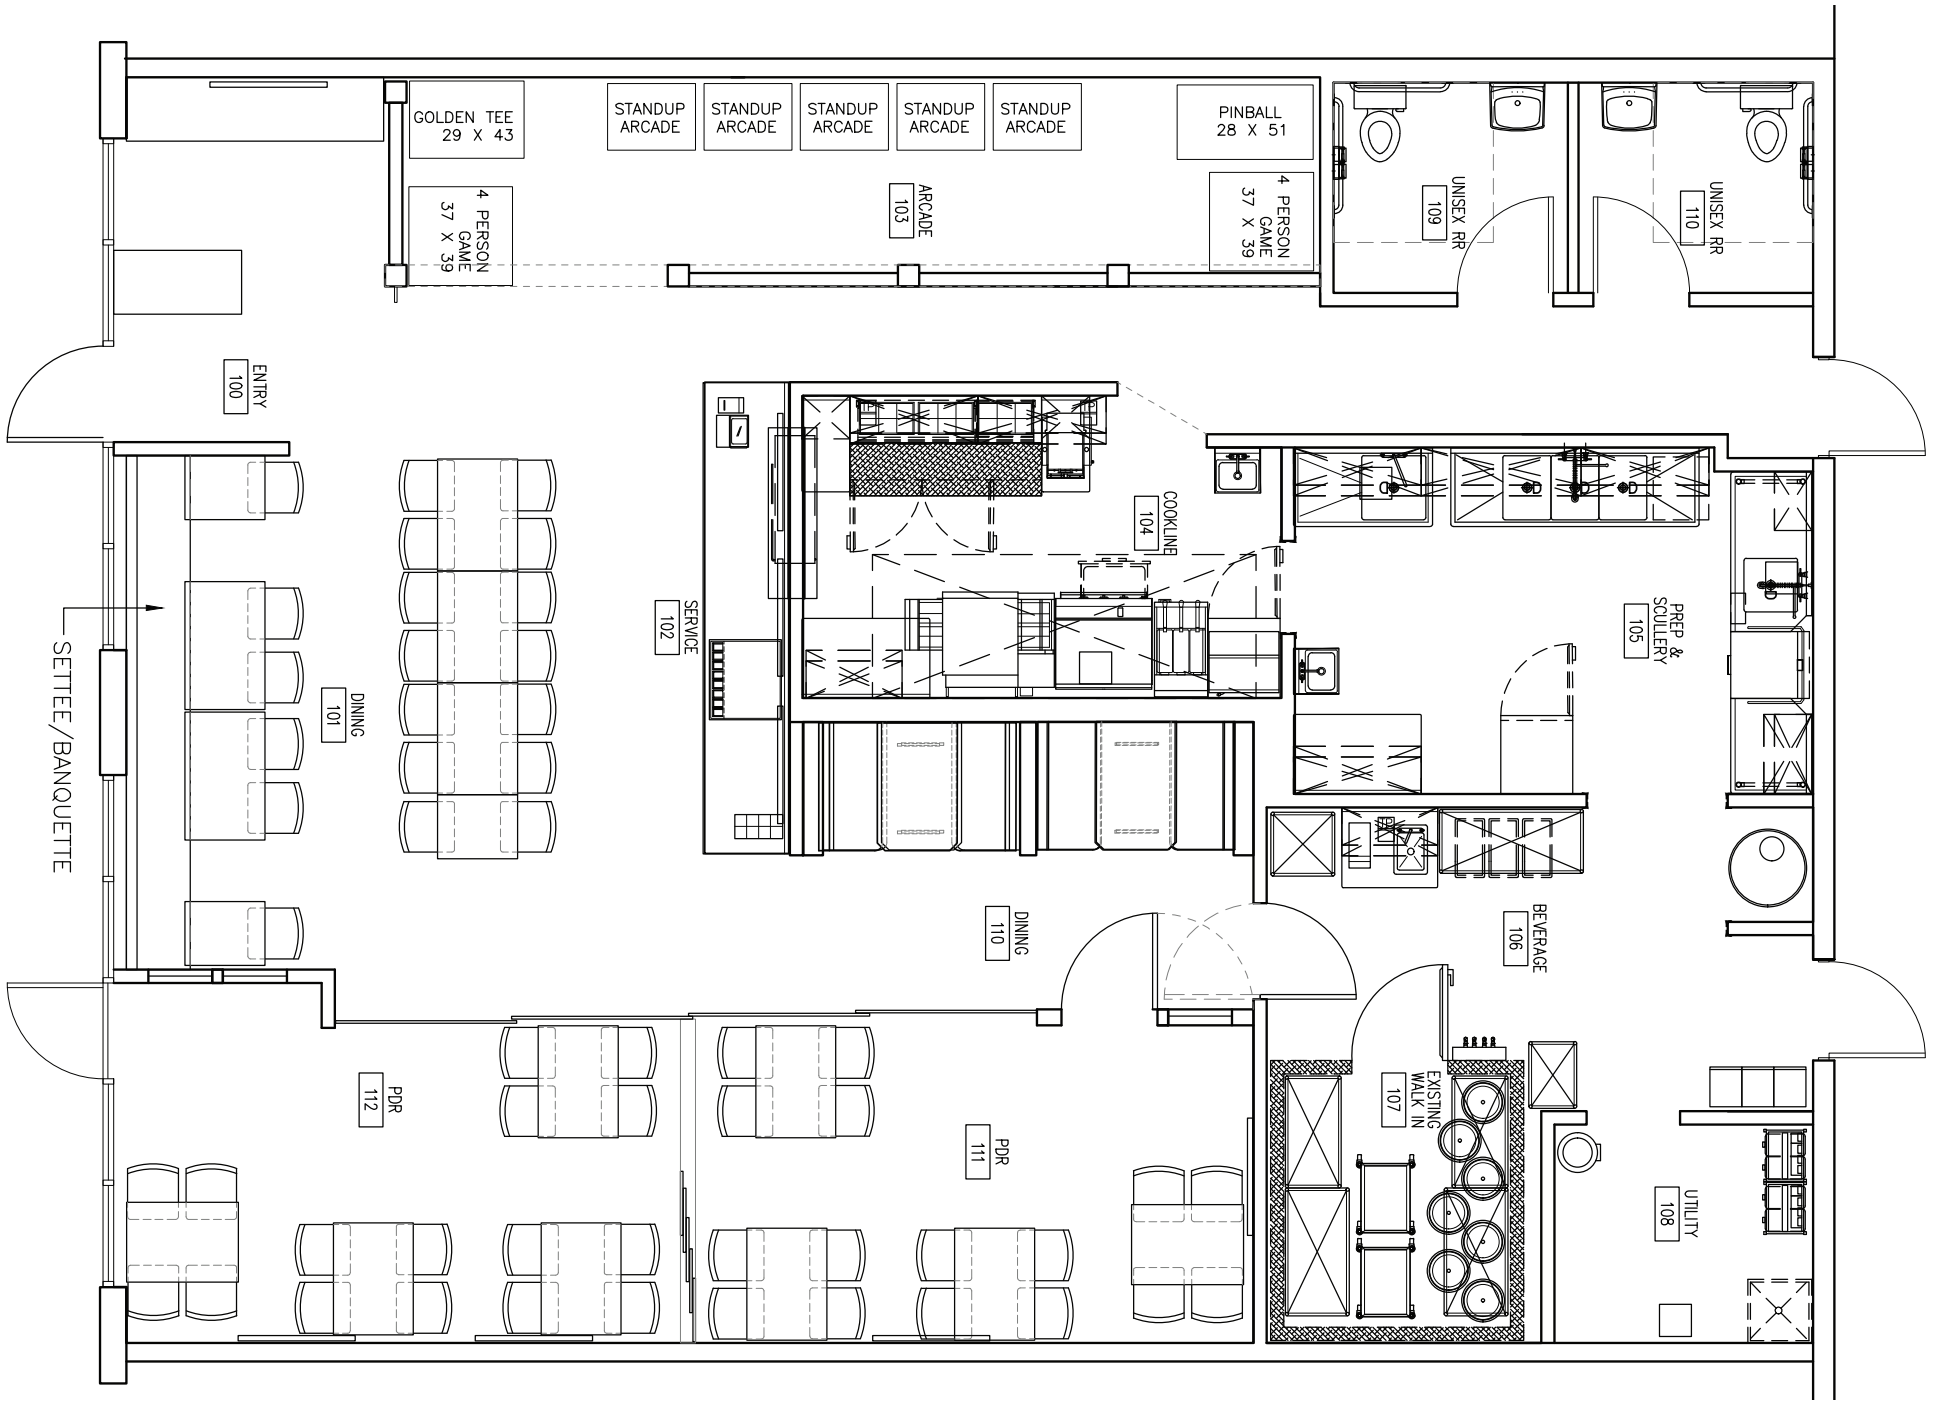 GOLDEN TEE
29 X 43
STANDUP
ARCADE
STANDUP
ARCADE
STANDUP
ARCADE
STANDUP
ARCADE
STANDUP
ARCADE
PINBALL
28 X 51
4 PERSON
GAME
37 X 39
ARCADE
103
4 PERSON
GAME
37 X 39
UNISEX RR
109
UNISEX RR
110
ENTRY
100
COOKLINE
104
SERVICE
102
PREP &
SCULLERY
105
DINING
101
SETTEE/BANQUETTE
DINING
110
BEVERAGE
106
PDR
112
PDR
111
EXISTING
WALK IN
107
UTILITY
108